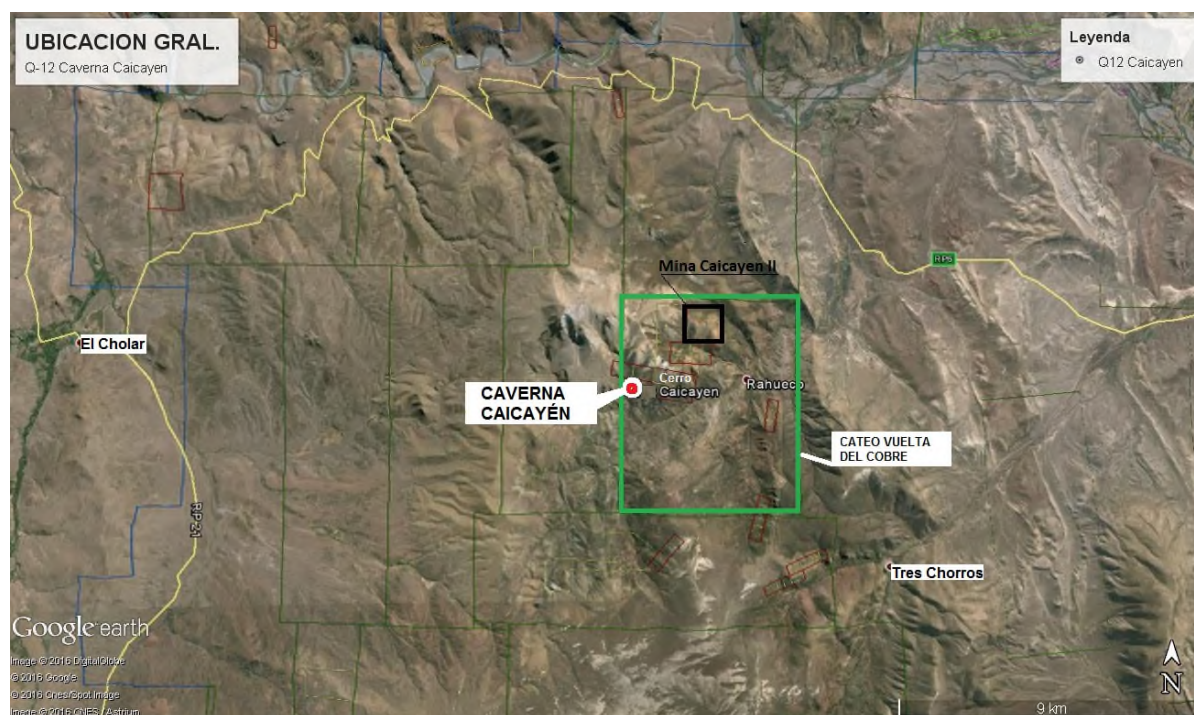 UBICACION GRAL.
Q-12 Caverna Caicayen
Leyenda
Q12 Caicayen
RP6
Mina Caicayen II
El Cholar
CAVERNA
CAICAYÉN
Cerro
Caicayen
Rahueco
CATEO VUELTA
DEL COBRE
RP 21
Tres Chorros
Google earth
Image © 2016 DigitalGlobe
© 2016 Google
© 2016 Cnes/Spot Image
Image © 2016 CNES / Astrium
N
9 km